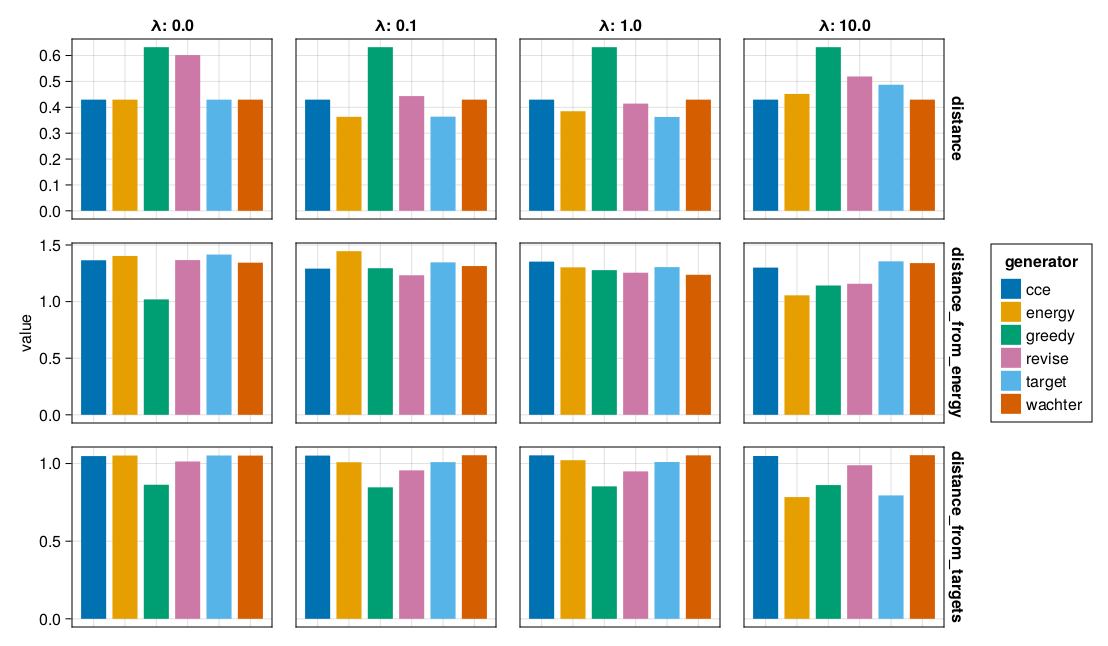 λ: 0.0
λ: 0.1
λ: 1.0
λ: 10.0
0.6
0.5
0.4
0.3
0.2
0.1
0.0
distance
1.5
1.0
0.5
0.0
distance_from_energy
value
1.0
0.5
0.0
distance_from_targets
generator
cce
energy
greedy
revise
target
wachter